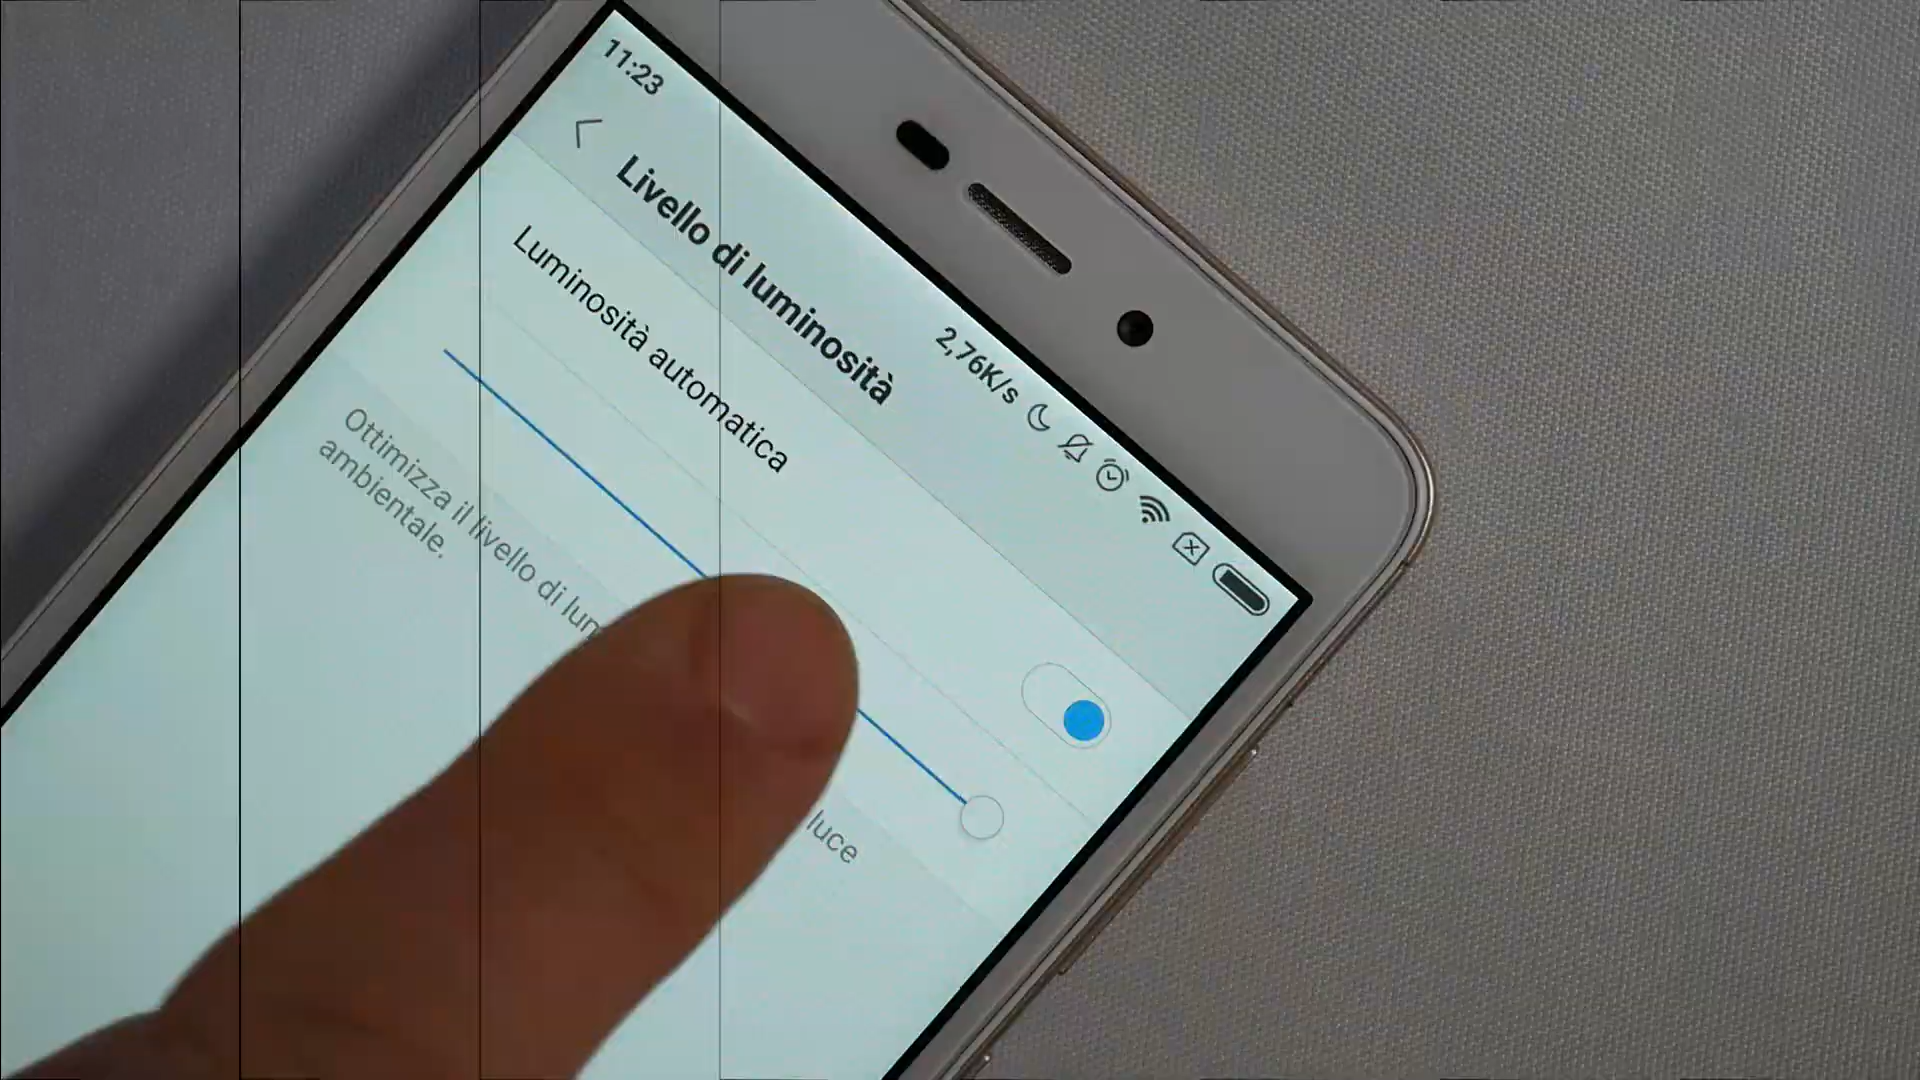 11:23
2,76K/s
Livello di luminosità
Luminosità automatica
Ottimizza il livello di lum luce
ambientale.